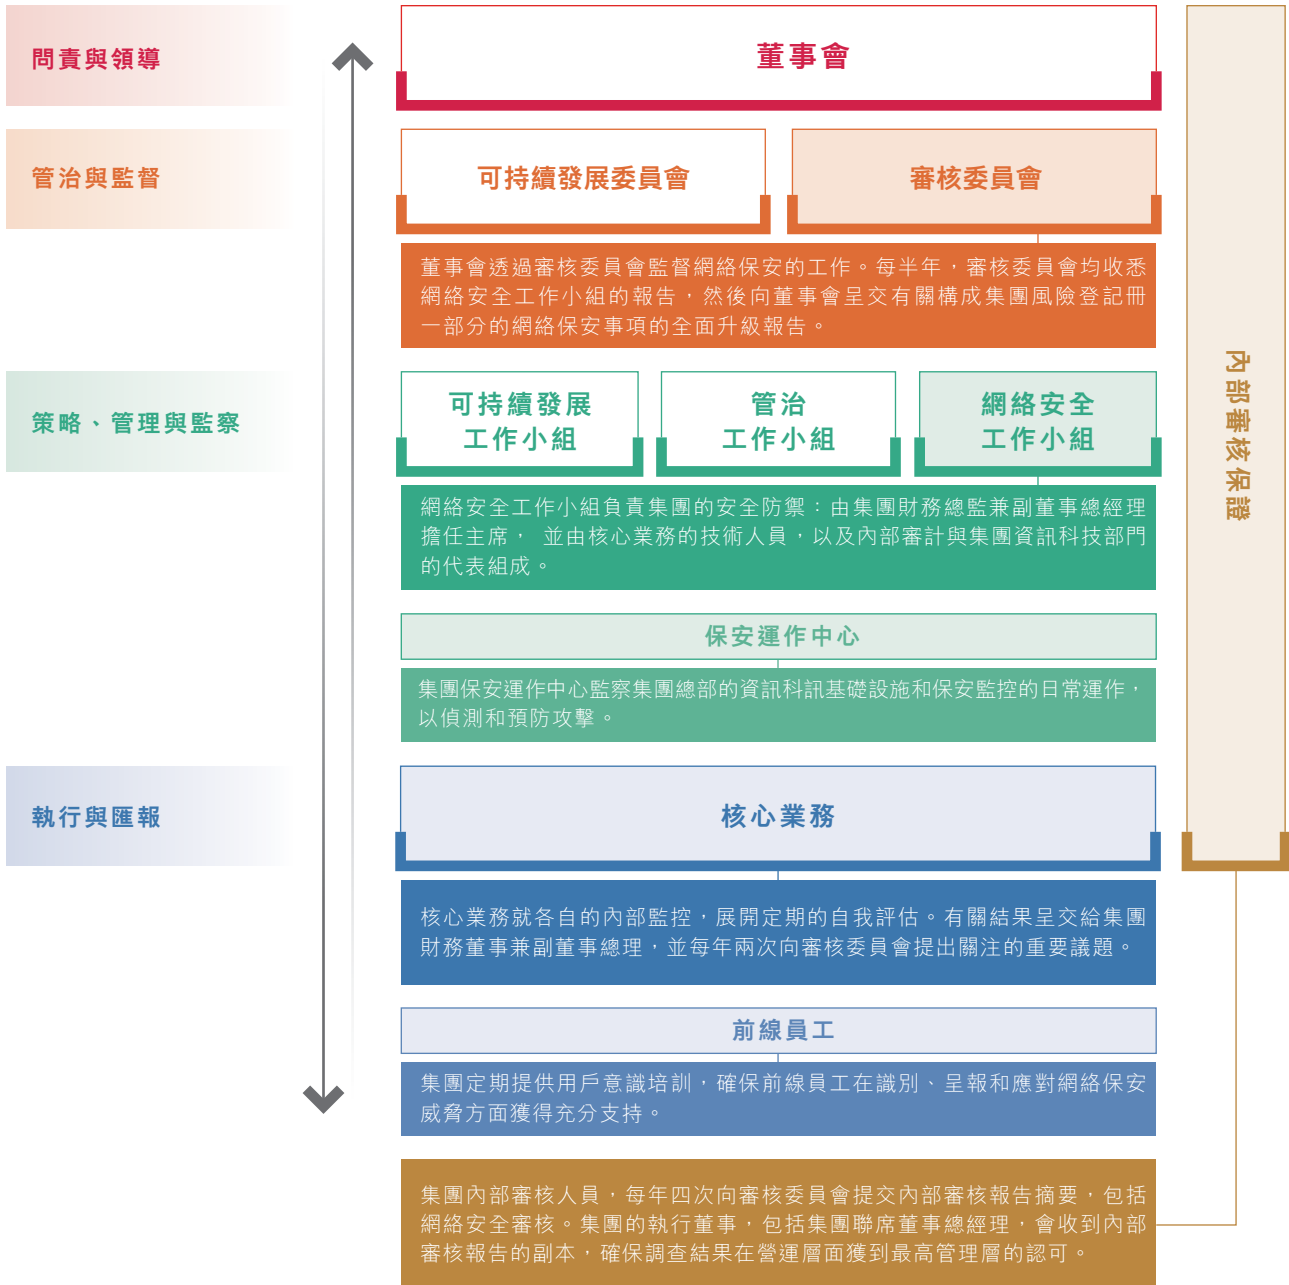 問責與領導
董事會
管治與監督
可持續發展委員會
審核委員會
董事會透過審核委員會監督網絡保安的工作。每半年，審核委員會均收悉
網絡安全工作小組的報告，然後向董事會呈交有關構成集團風險登記冊
一部分的網絡保安事項的全面升級報告。
策略、管理與監察
可持續發展
工作小組
管治
工作小組
網絡安全
工作小組
網絡安全工作小組負責集團的安全防禦：由集團財務總監兼副董事總經理
擔任主席， 並由核心業務的技術人員，以及內部審計與集團資訊科技部門
的代表組成。
保安運作中心
集團保安運作中心監察集團總部的資訊科訊基礎設施和保安監控的日常運作，
以偵測和預防攻擊。
執行與匯報
核心業務
核心業務就各自的內部監控，展開定期的自我評估。有關結果呈交給集團
財務董事兼副董事總理，並每年兩次向審核委員會提出關注的重要議題。
前線員工
集團定期提供用戶意識培訓，確保前線員工在識別、呈報和應對網絡保安
威脅方面獲得充分支持。
內部審核保證
集團內部審核人員，每年四次向審核委員會提交內部審核報告摘要，包括
網絡安全審核。集團的執行董事，包括集團聯席董事總經理，會收到內部
審核報告的副本，確保調查結果在營運層面獲到最高管理層的認可。